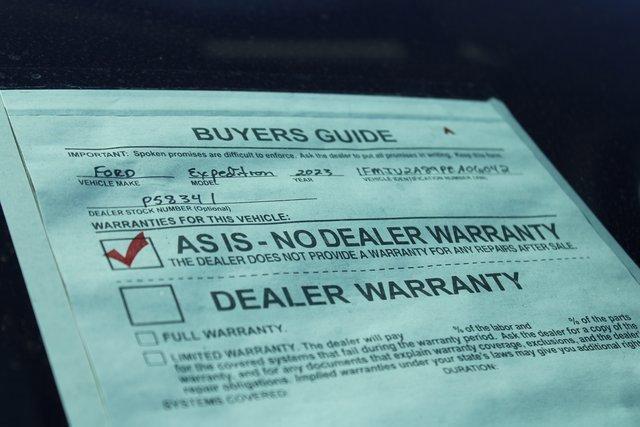 BUYERS GUIDE
IMPORTANT: Spoken promises are difficult to enforce. Ask the dealer to put all promises in writing. Keep this form.
FORD Expedition 2023
VEHICLE MAKE MODEL YEAR VEHICLE IDENTIFICATION NUMBER (VIN)
P58341
DEALER STOCK NUMBER (Optional)
WARRANTIES FOR THIS VEHICLE:
AS IS - NO DEALER WARRANTY
THE DEALER DOES NOT PROVIDE A WARRANTY FOR ANY REPAIRS AFTER SALE.
DEALER WARRANTY
FULL WARRANTY.
LIMITED WARRANTY. The dealer will pay % of the labor and % of the parts
for the covered systems that fail during the warranty period. Ask the dealer for a copy of the
warranty, and for any documents that explain warranty coverage, exclusions, and the dealer
repair obligations. Implied warranties under your state's laws may give you additional rights
SYSTEMS COVERED: DURATION: